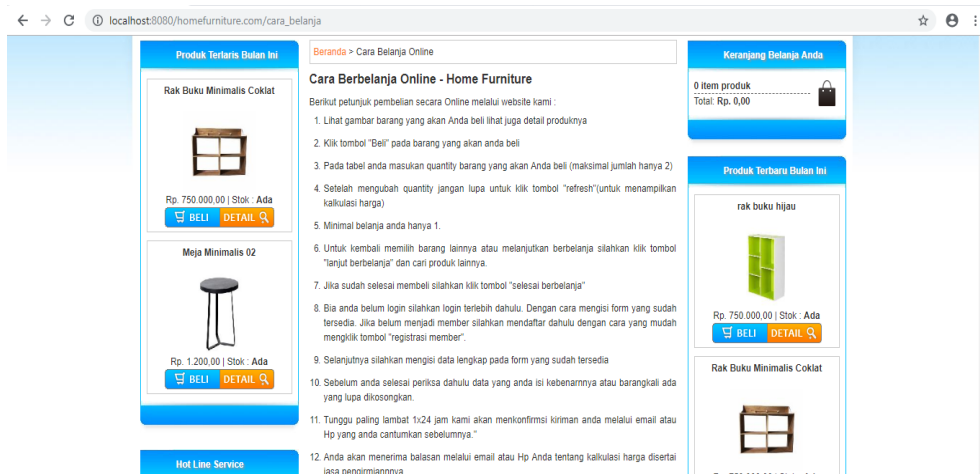 localhost:8080/homefurniture.com/cara_belanja
Produk Terlaris Bulan Ini
Rak Buku Minimalis Coklat
Rp. 750.000,00 | Stok : Ada
BELI DETAIL
Meja Minimalis 02
Rp. 1.200,00 | Stok : Ada
BELI DETAIL
Hot Line Service
Beranda > Cara Belanja Online
Cara Berbelanja Online - Home Furniture
Berikut petunjuk pembelian secara Online melalui website kami :
1. Lihat gambar barang yang akan Anda beli lihat juga detail produknya
2. Klik tombol "Beli" pada barang yang akan anda beli
3. Pada tabel anda masukan quantity barang yang akan Anda beli (maksimal jumlah hanya 2)
4. Setelah mengubah quantity jangan lupa untuk klik tombol "refresh"(untuk menampilkan
kalkulasi harga)
5. Minimal belanja anda hanya 1.
6. Untuk kembali memilih barang lainnya atau melanjutkan berbelanja silahkan klik tombol
"lanjut berbelanja" dan cari produk lainnya.
7. Jika sudah selesai membeli silahkan klik tombol "selesai berbelanja"
8. Bia anda belum login silahkan login terlebih dahulu. Dengan cara mengisi form yang sudah
tersedia. Jika belum menjadi member silahkan mendaftar dahulu dengan cara yang mudah
mengklik tombol "registrasi member".
9. Selanjutnya silahkan mengisi data lengkap pada form yang sudah tersedia
10. Sebelum anda selesai periksa dahulu data yang anda isi kebenarnnya atau barangkali ada
yang lupa dikosongkan.
11. Tunggu paling lambat 1x24 jam kami akan menkonfirmsi kiriman anda melalui email atau
Hp yang anda cantumkan sebelumnya."
12. Anda akan menerima balasan melalui email atau Hp Anda tentang kalkulasi harga disertai
jasa pengirmiannnya
Keranjang Belanja Anda
0 item produk
Total: Rp. 0,00
Produk Terbaru Bulan Ini
rak buku hijau
Rp. 750.000,00 | Stok : Ada
BELI DETAIL
Rak Buku Minimalis Coklat